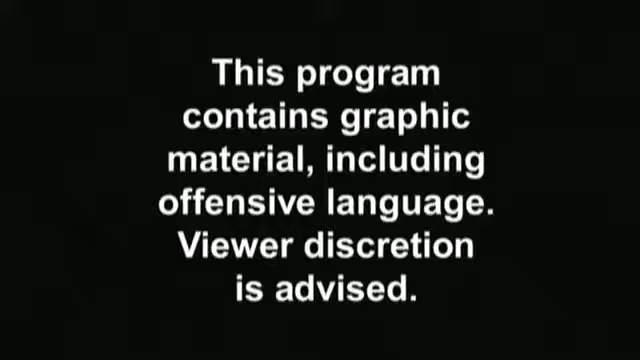 This program
contains graphic
material, including
offensive language.
Viewer discretion
is advised.